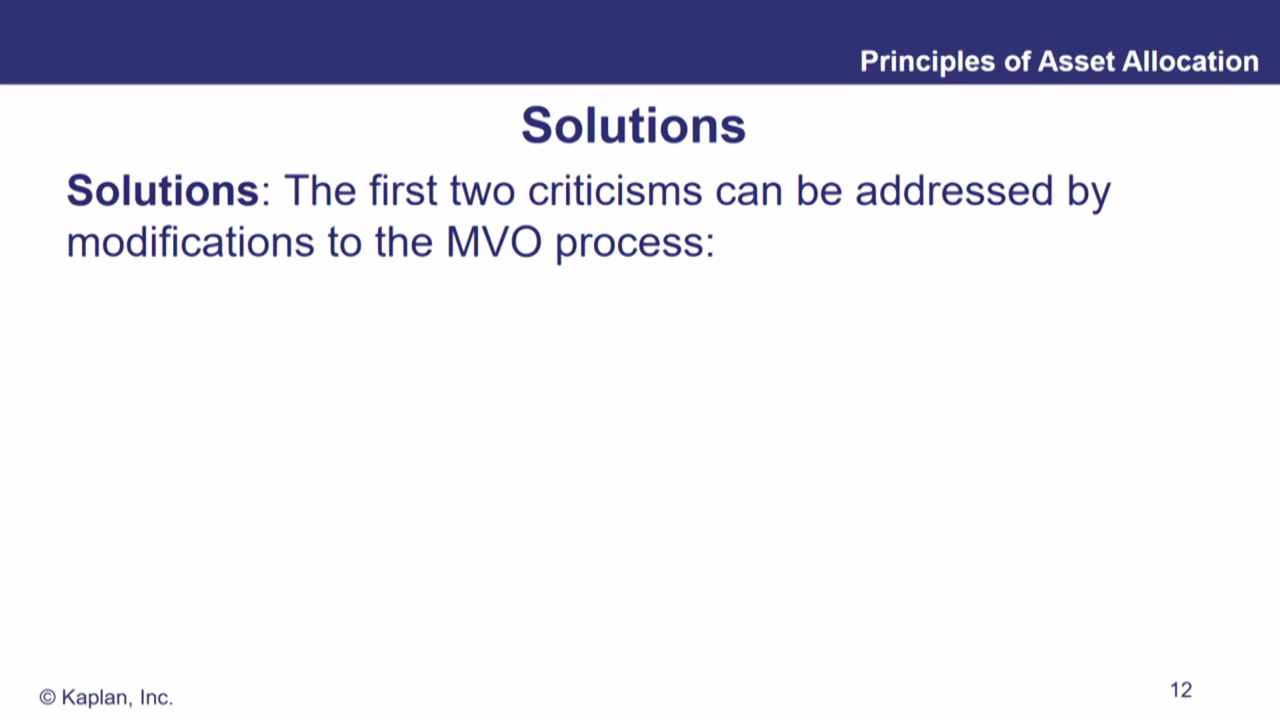 Principles of Asset Allocation
Solutions
Solutions: The first two criticisms can be addressed by
modifications to the MVO process:
© Kaplan, Inc.
12